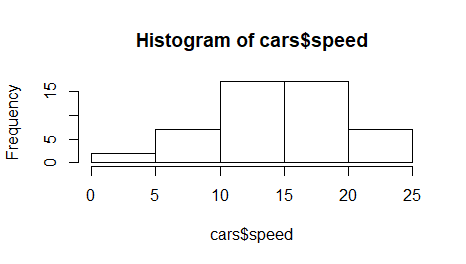 Histogram of cars$speed
Frequency
15
5
0
0 5 10 15 20 25
cars$speed